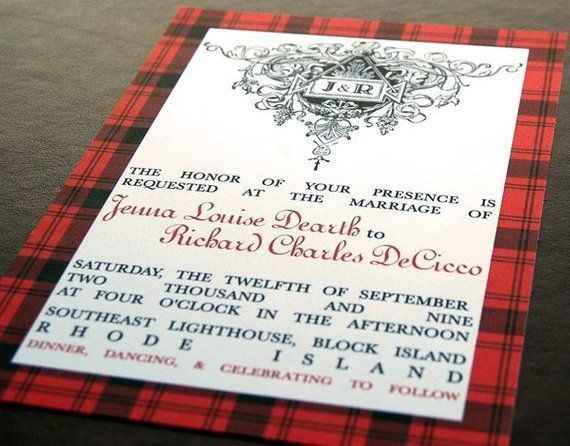 J&R
THE HONOR OF YOUR PRESENCE IS
REQUESTED AT THE MARRIAGE OF
Jenna Louise Dearth to
Richard Charles DeCicco
SATURDAY, THE TWELFTH OF SEPTEMBER
TWO THOUSAND AND NINE
AT FOUR O'CLOCK IN THE AFTERNOON
SOUTHEAST LIGHTHOUSE, BLOCK ISLAND
RHODE ISLAND
DINNER, DANCING, & CELEBRATING TO FOLLOW